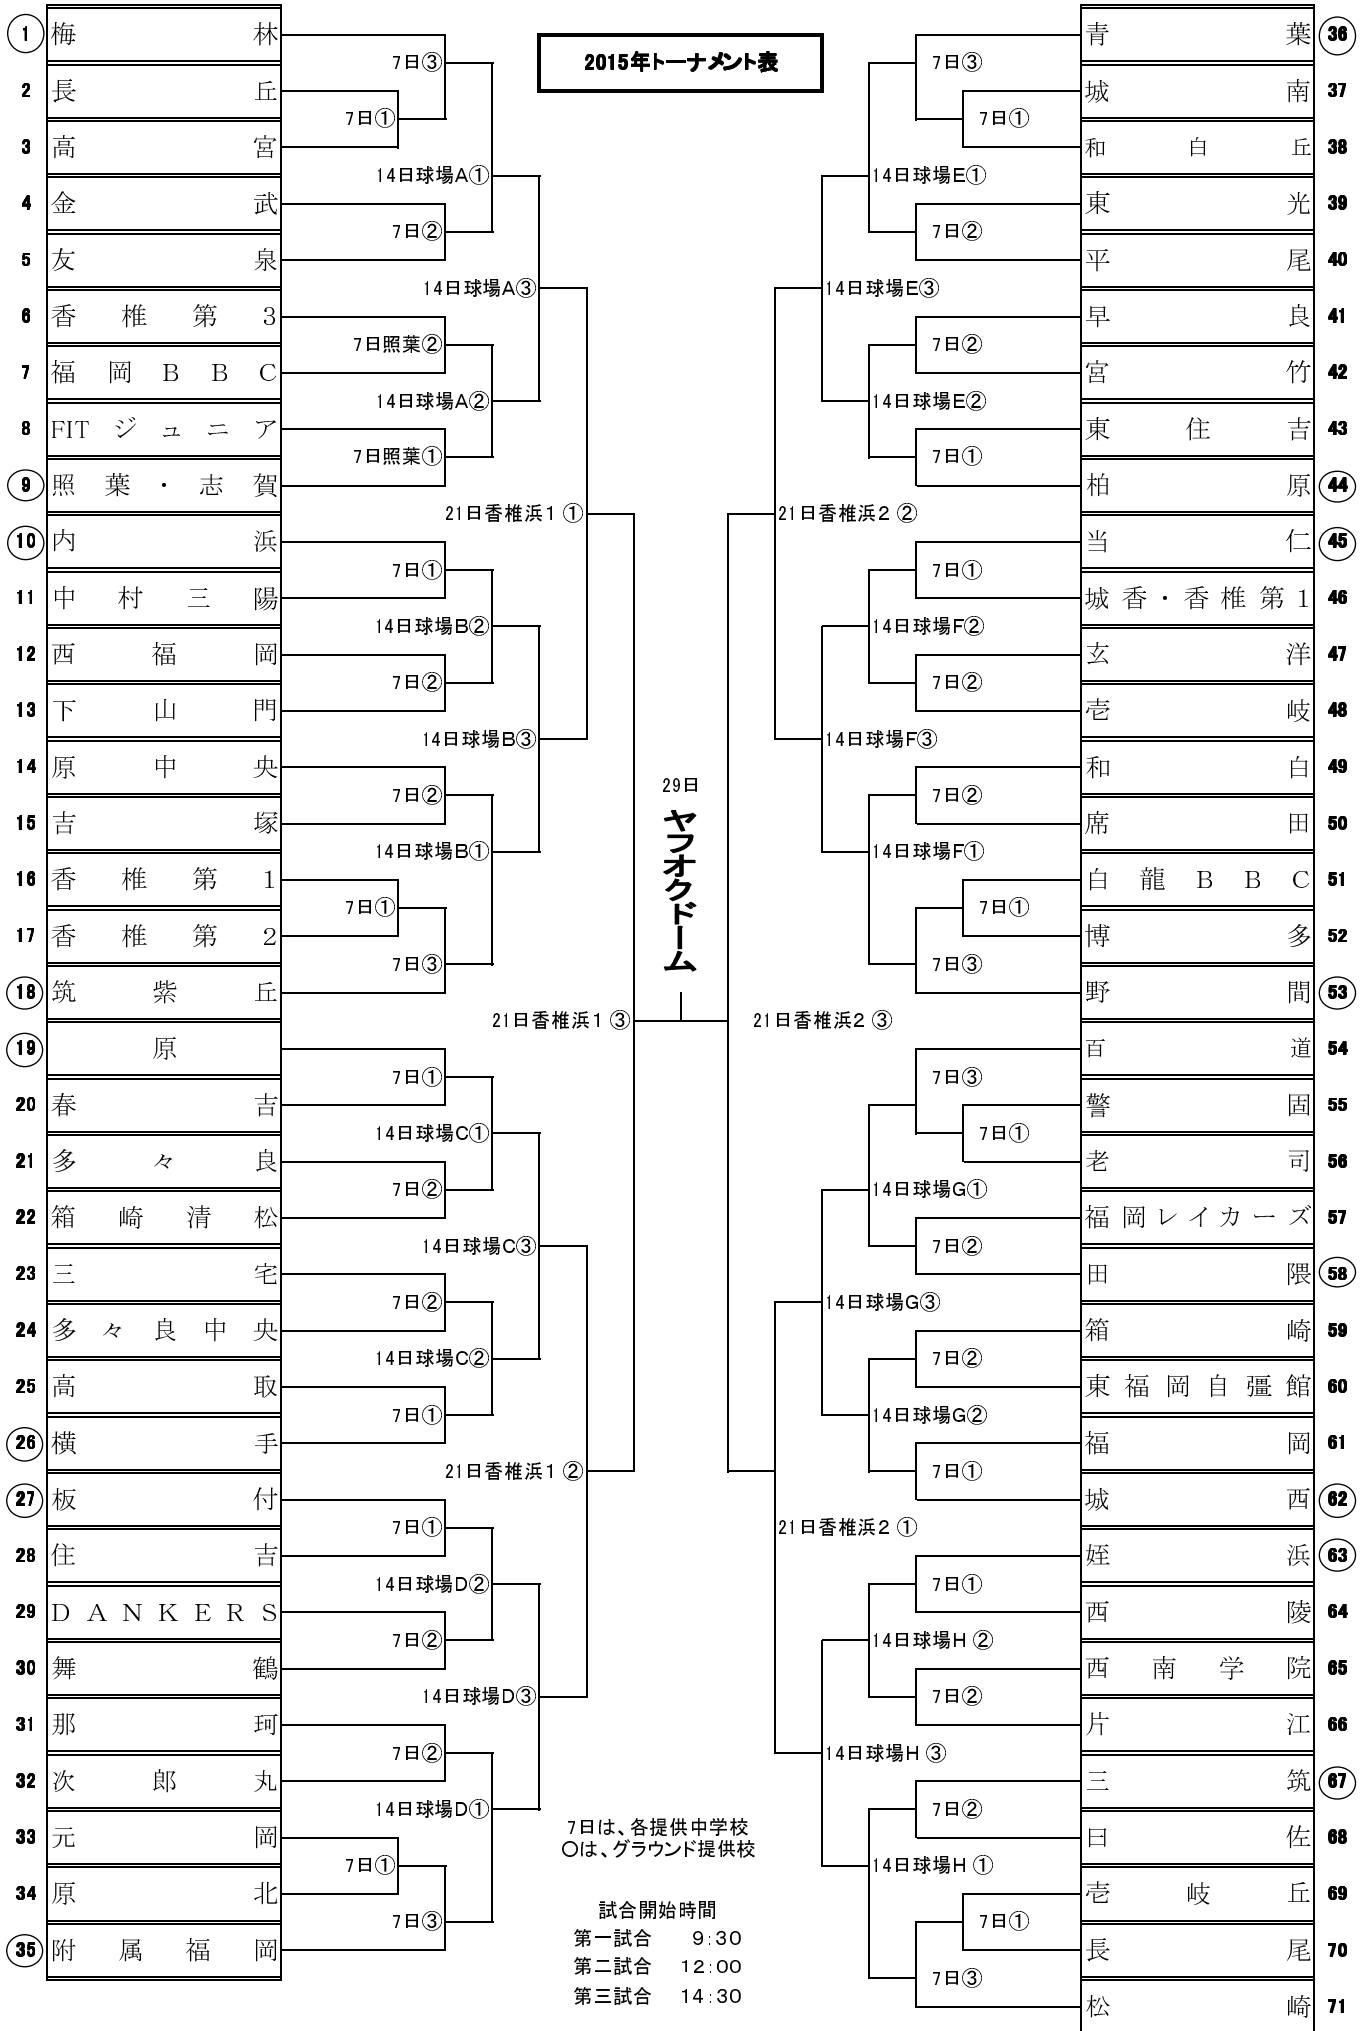 2015年トーナメント表
1 梅林
2 長丘
3 高宮
4 金武
5 友泉
6 香椎第3
7 福岡BBC
8 FITジュニア
9 照葉・志賀
10 内浜
11 中村三陽
12 西福岡
13 下山門
14 原中央
15 吉塚
16 香椎第1
17 香椎第2
18 筑紫丘
19 原
20 春吉
21 多々良
22 箱崎清松
23 三宅
24 多々良中央
25 高取
26 横手
27 板付
28 住吉
29 DANKERS
30 舞鶴
31 那珂
32 次郎丸
33 元岡
34 原北
35 附属福岡
7日③
7日①
14日球場A①
7日②
14日球場A③
7日照葉②
14日球場A②
7日照葉①
21日香椎浜1 ①
7日①
14日球場B②
7日②
14日球場B③
7日②
14日球場B①
7日①
7日③
21日香椎浜1 ③
7日①
14日球場C①
7日②
14日球場C③
7日②
14日球場C②
7日①
21日香椎浜1 ②
7日①
14日球場D②
7日②
14日球場D③
7日②
14日球場D①
7日①
7日③
29日
ヤフオクドーム
7日③
7日①
14日球場E①
7日②
14日球場E③
7日②
14日球場E②
7日①
21日香椎浜2 ②
7日①
14日球場F②
7日②
14日球場F③
7日②
14日球場F①
7日①
7日③
21日香椎浜2 ③
7日③
7日①
14日球場G①
7日②
14日球場G③
7日②
14日球場G②
7日①
21日香椎浜2 ①
7日①
14日球場H ②
7日②
14日球場H ③
7日②
14日球場H ①
7日①
7日③
青葉 36
城南 37
和白丘 38
東光 39
平尾 40
早良 41
宮竹 42
東住吉 43
柏原 44
当仁 45
城香・香椎第1 46
玄洋 47
壱岐 48
和白 49
席田 50
白龍BBC 51
博多 52
野間 53
百道 54
警固 55
老司 56
福岡レイカーズ 57
田隈 58
箱崎 59
東福岡自彊館 60
福岡 61
城西 62
姪浜 63
西陵 64
西南学院 65
片江 66
三筑 67
曰佐 68
壱岐丘 69
長尾 70
松崎 71
7日は、各提供中学校
〇は、グラウンド提供校
試合開始時間
第一試合 9:30
第二試合 12:00
第三試合 14:30